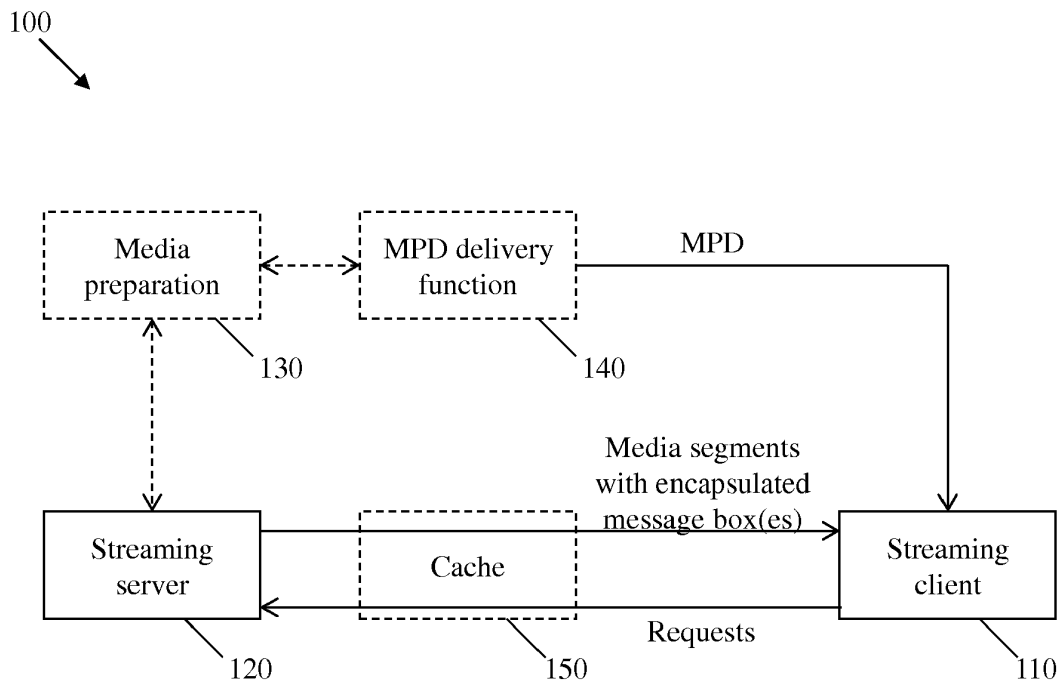 100
Media
preparation
MPD delivery
function
MPD
130
140
Media segments
with encapsulated
message box(es)
Streaming
server
Cache
Streaming
client
Requests
120
150
110